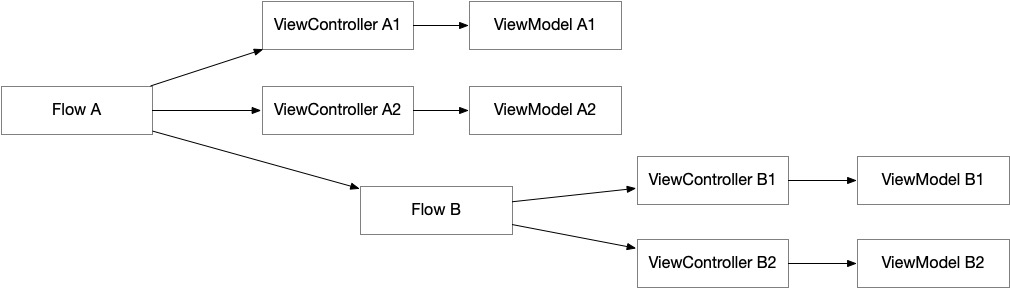 ViewController A1
ViewModel A1
Flow A
ViewController A2
ViewModel A2
Flow B
ViewController B1
ViewModel B1
ViewController B2
ViewModel B2